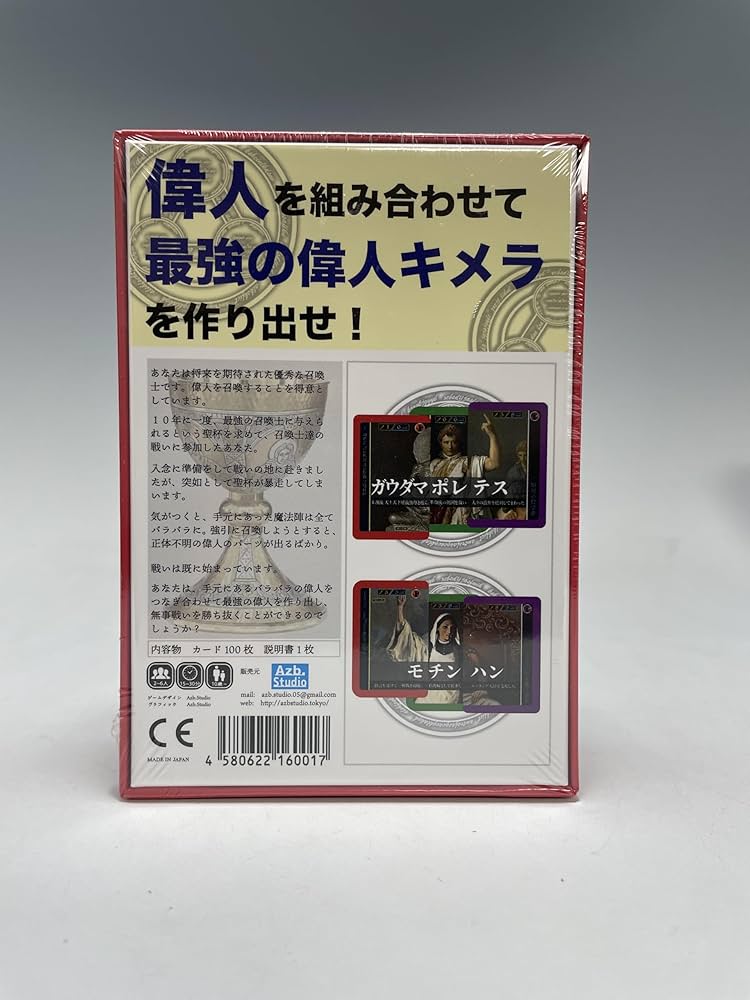 偉人を組み合わせて
最強の偉人キメラ
を作り出せ！
あなたは将来を期待された優秀な召喚
士です。偉人を召喚することを得意と
しています。
１０年に一度、最強の召喚士に与えら
れるという聖杯を求めて、召喚士達の
戦いに参加したあなた。
入念に準備をして戦いの地に赴きまし
たが、突如として聖杯が暴走してしま
います。
気がつくと、手元にあった魔法陣は全て
バラバラに。強引に召喚しようとすると、
正体不明の偉人のパーツが出るばかり。
戦いは既に始まっています。
あなたは、手元にあるバラバラの偉人を
つなぎ合わせて最強の偉人を作り出し、
無事戦いを勝ち抜くことができるので
しょうか？
内容物 カード100枚 説明書1枚
2-6人
15-30分
10歳~
販売元
Azb.
Studio
ゲームデザイン Azb.Studio
グラフィック Azb.Studio
mail: azb.studio.05@gmail.com
web: http://azbstudio.tokyo/
CE
MADE IN JAPAN
4 580622 160017
ガウダマ ポレ テス
モチン ハン